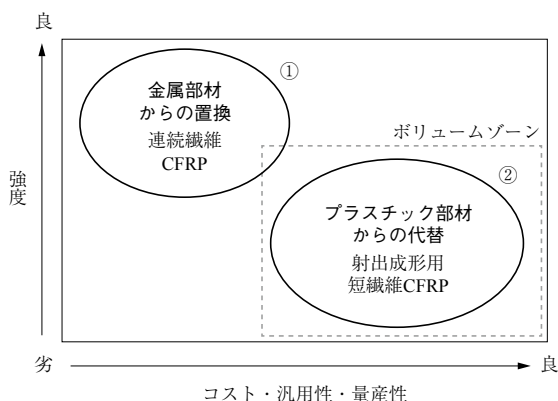 良
①
金属部材
からの置換
連続繊維
CFRP
ボリュームゾーン
②
プラスチック部材
からの代替
射出成形用
短繊維CFRP
強度
劣
良
コスト・汎用性・量産性